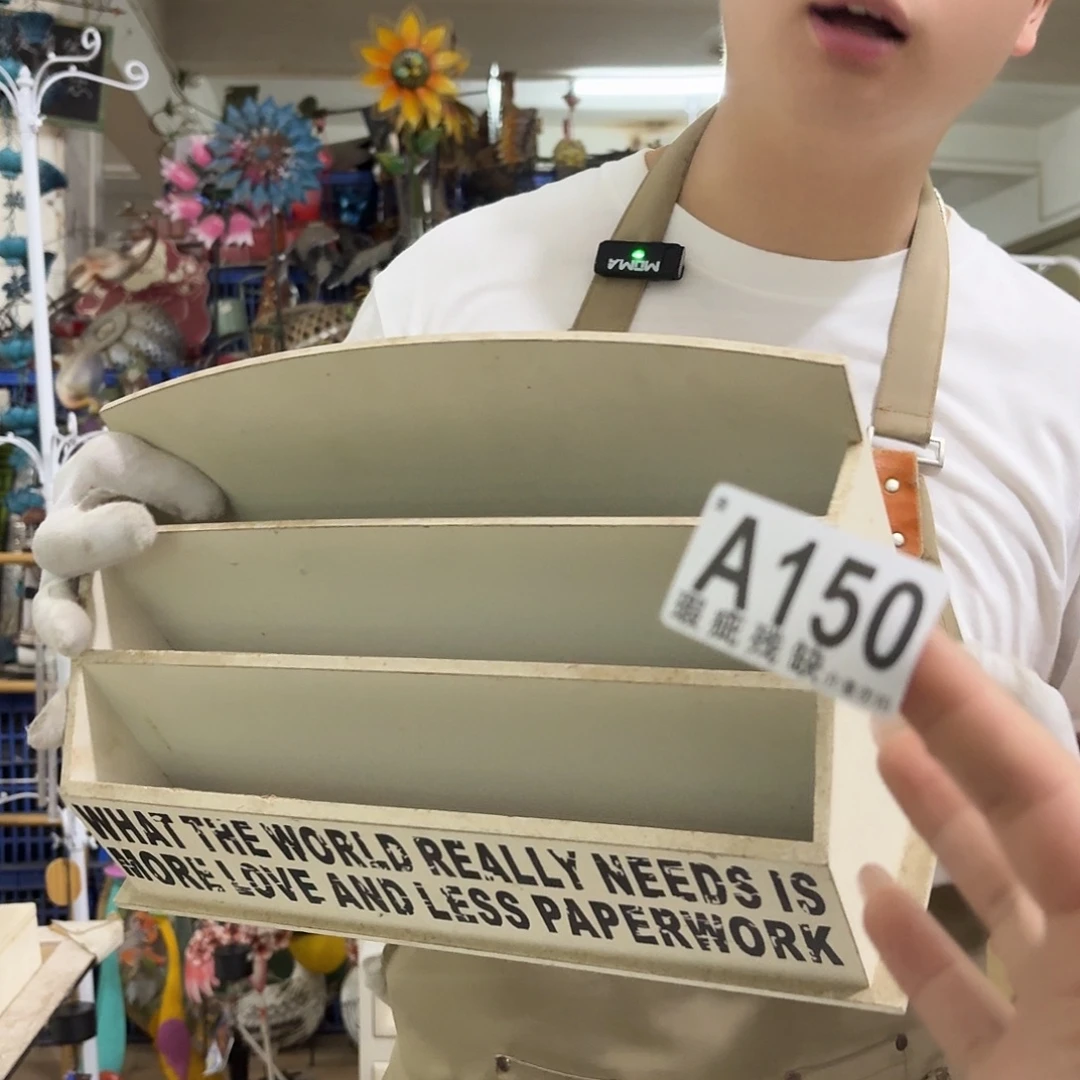 MOMA
A150
瑕疵残缺
WHAT THE WORLD REALLY NEEDS IS
MORE LOVE AND LESS PAPERWORK